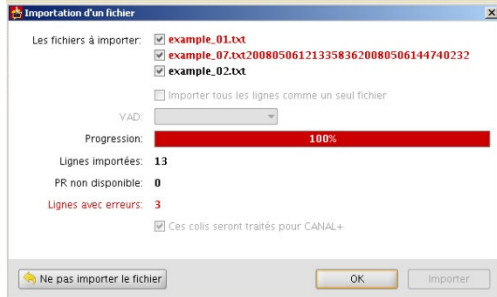 Importation d'un fichier
Les fichiers à importer: example_01.txt
example_07.txt20080506121335836220080506144740232
example_02.txt
Importer tous les lignes comme un seul fichier
VAD:
Progression: 100%
Lignes importées: 13
PR non disponible: 0
Lignes avec erreurs: 3
Ces colis seront traités pour CANAL+
Ne pas importer le fichier OK Importer